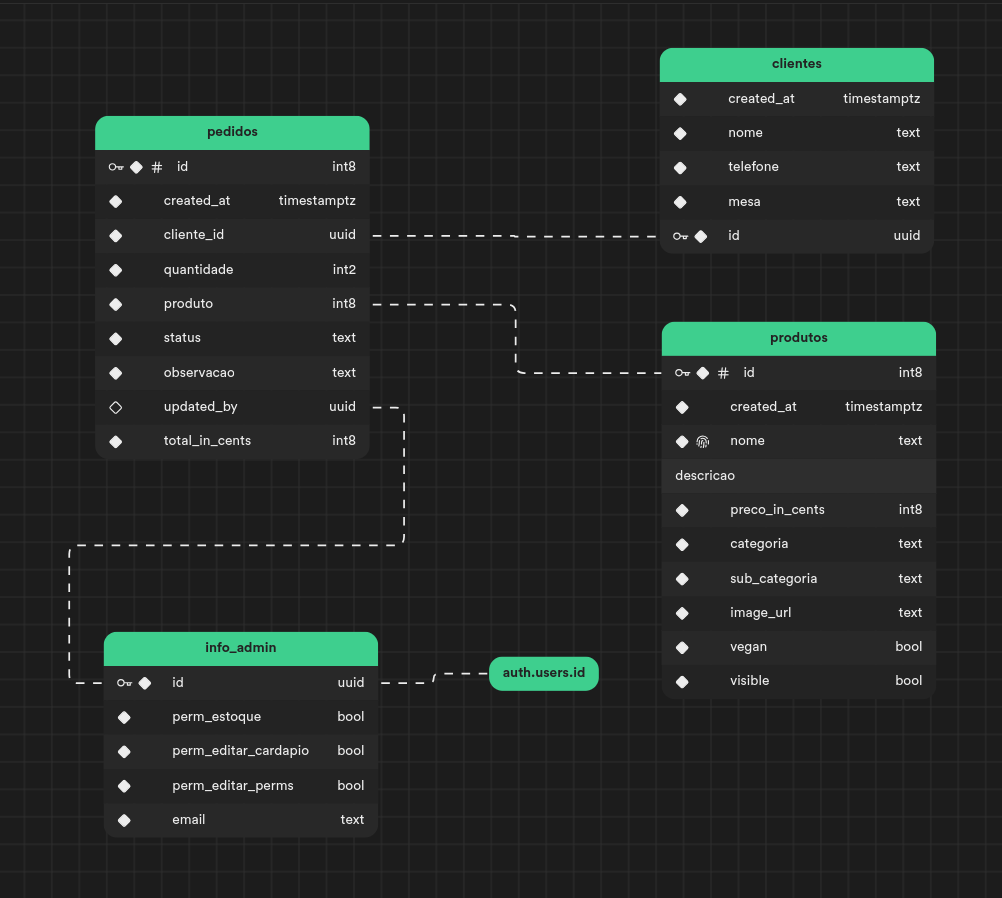 clientes
created_at timestamptz
nome text
telefone text
mesa text
id uuid
pedidos
# id int8
created_at timestamptz
cliente_id uuid
quantidade int2
produto int8
status text
observacao text
updated_by uuid
total_in_cents int8
produtos
# id int8
created_at timestamptz
nome text
descricao
preco_in_cents int8
categoria text
sub_categoria text
image_url text
vegan bool
visible bool
info_admin
id uuid
perm_estoque bool
perm_editar_cardapio bool
perm_editar_perms bool
email text
auth.users.id